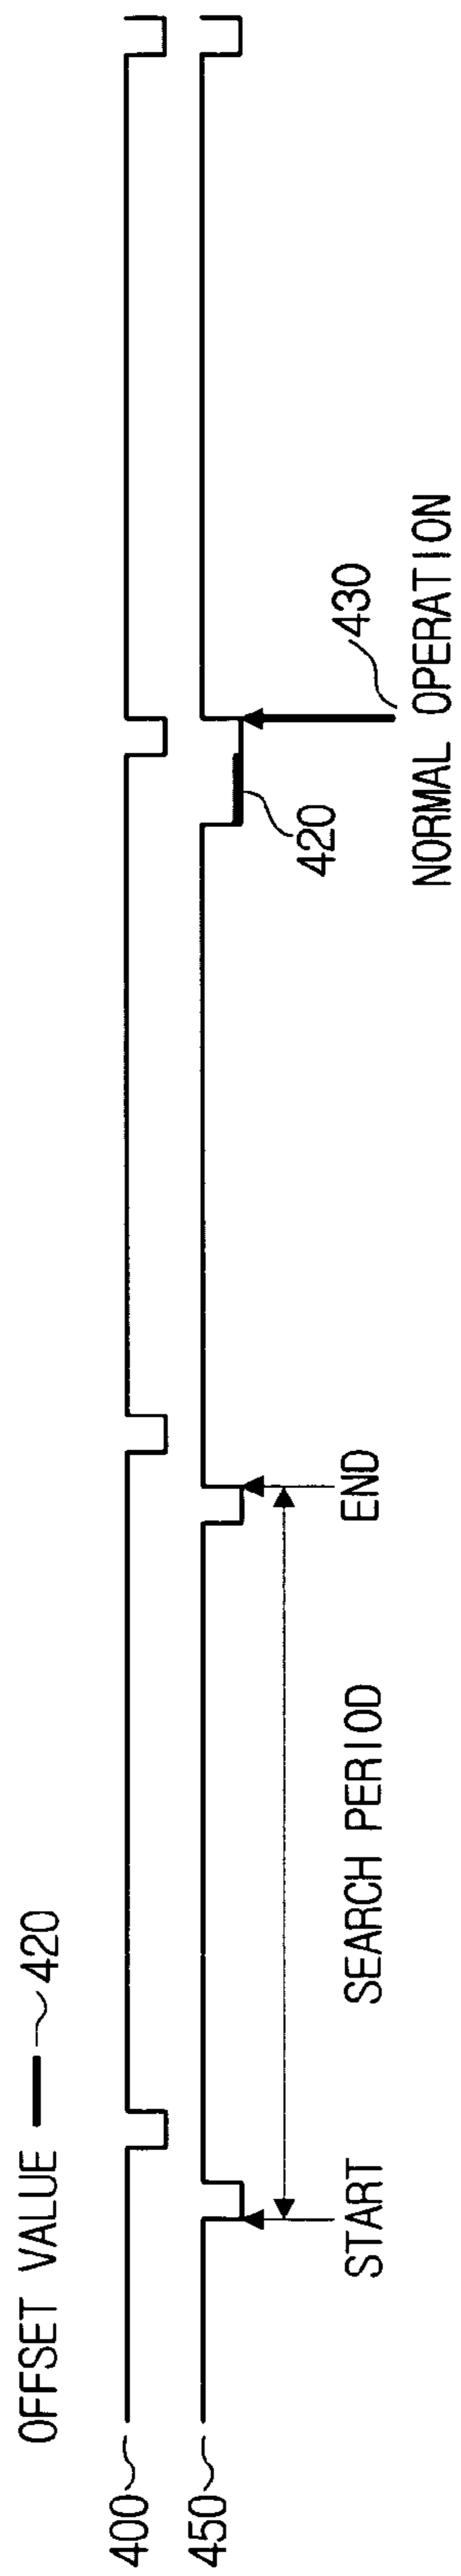 OFFSET VALUE 420
400
450
START
SEARCH PERIOD
END
420
430
NORMAL OPERATION